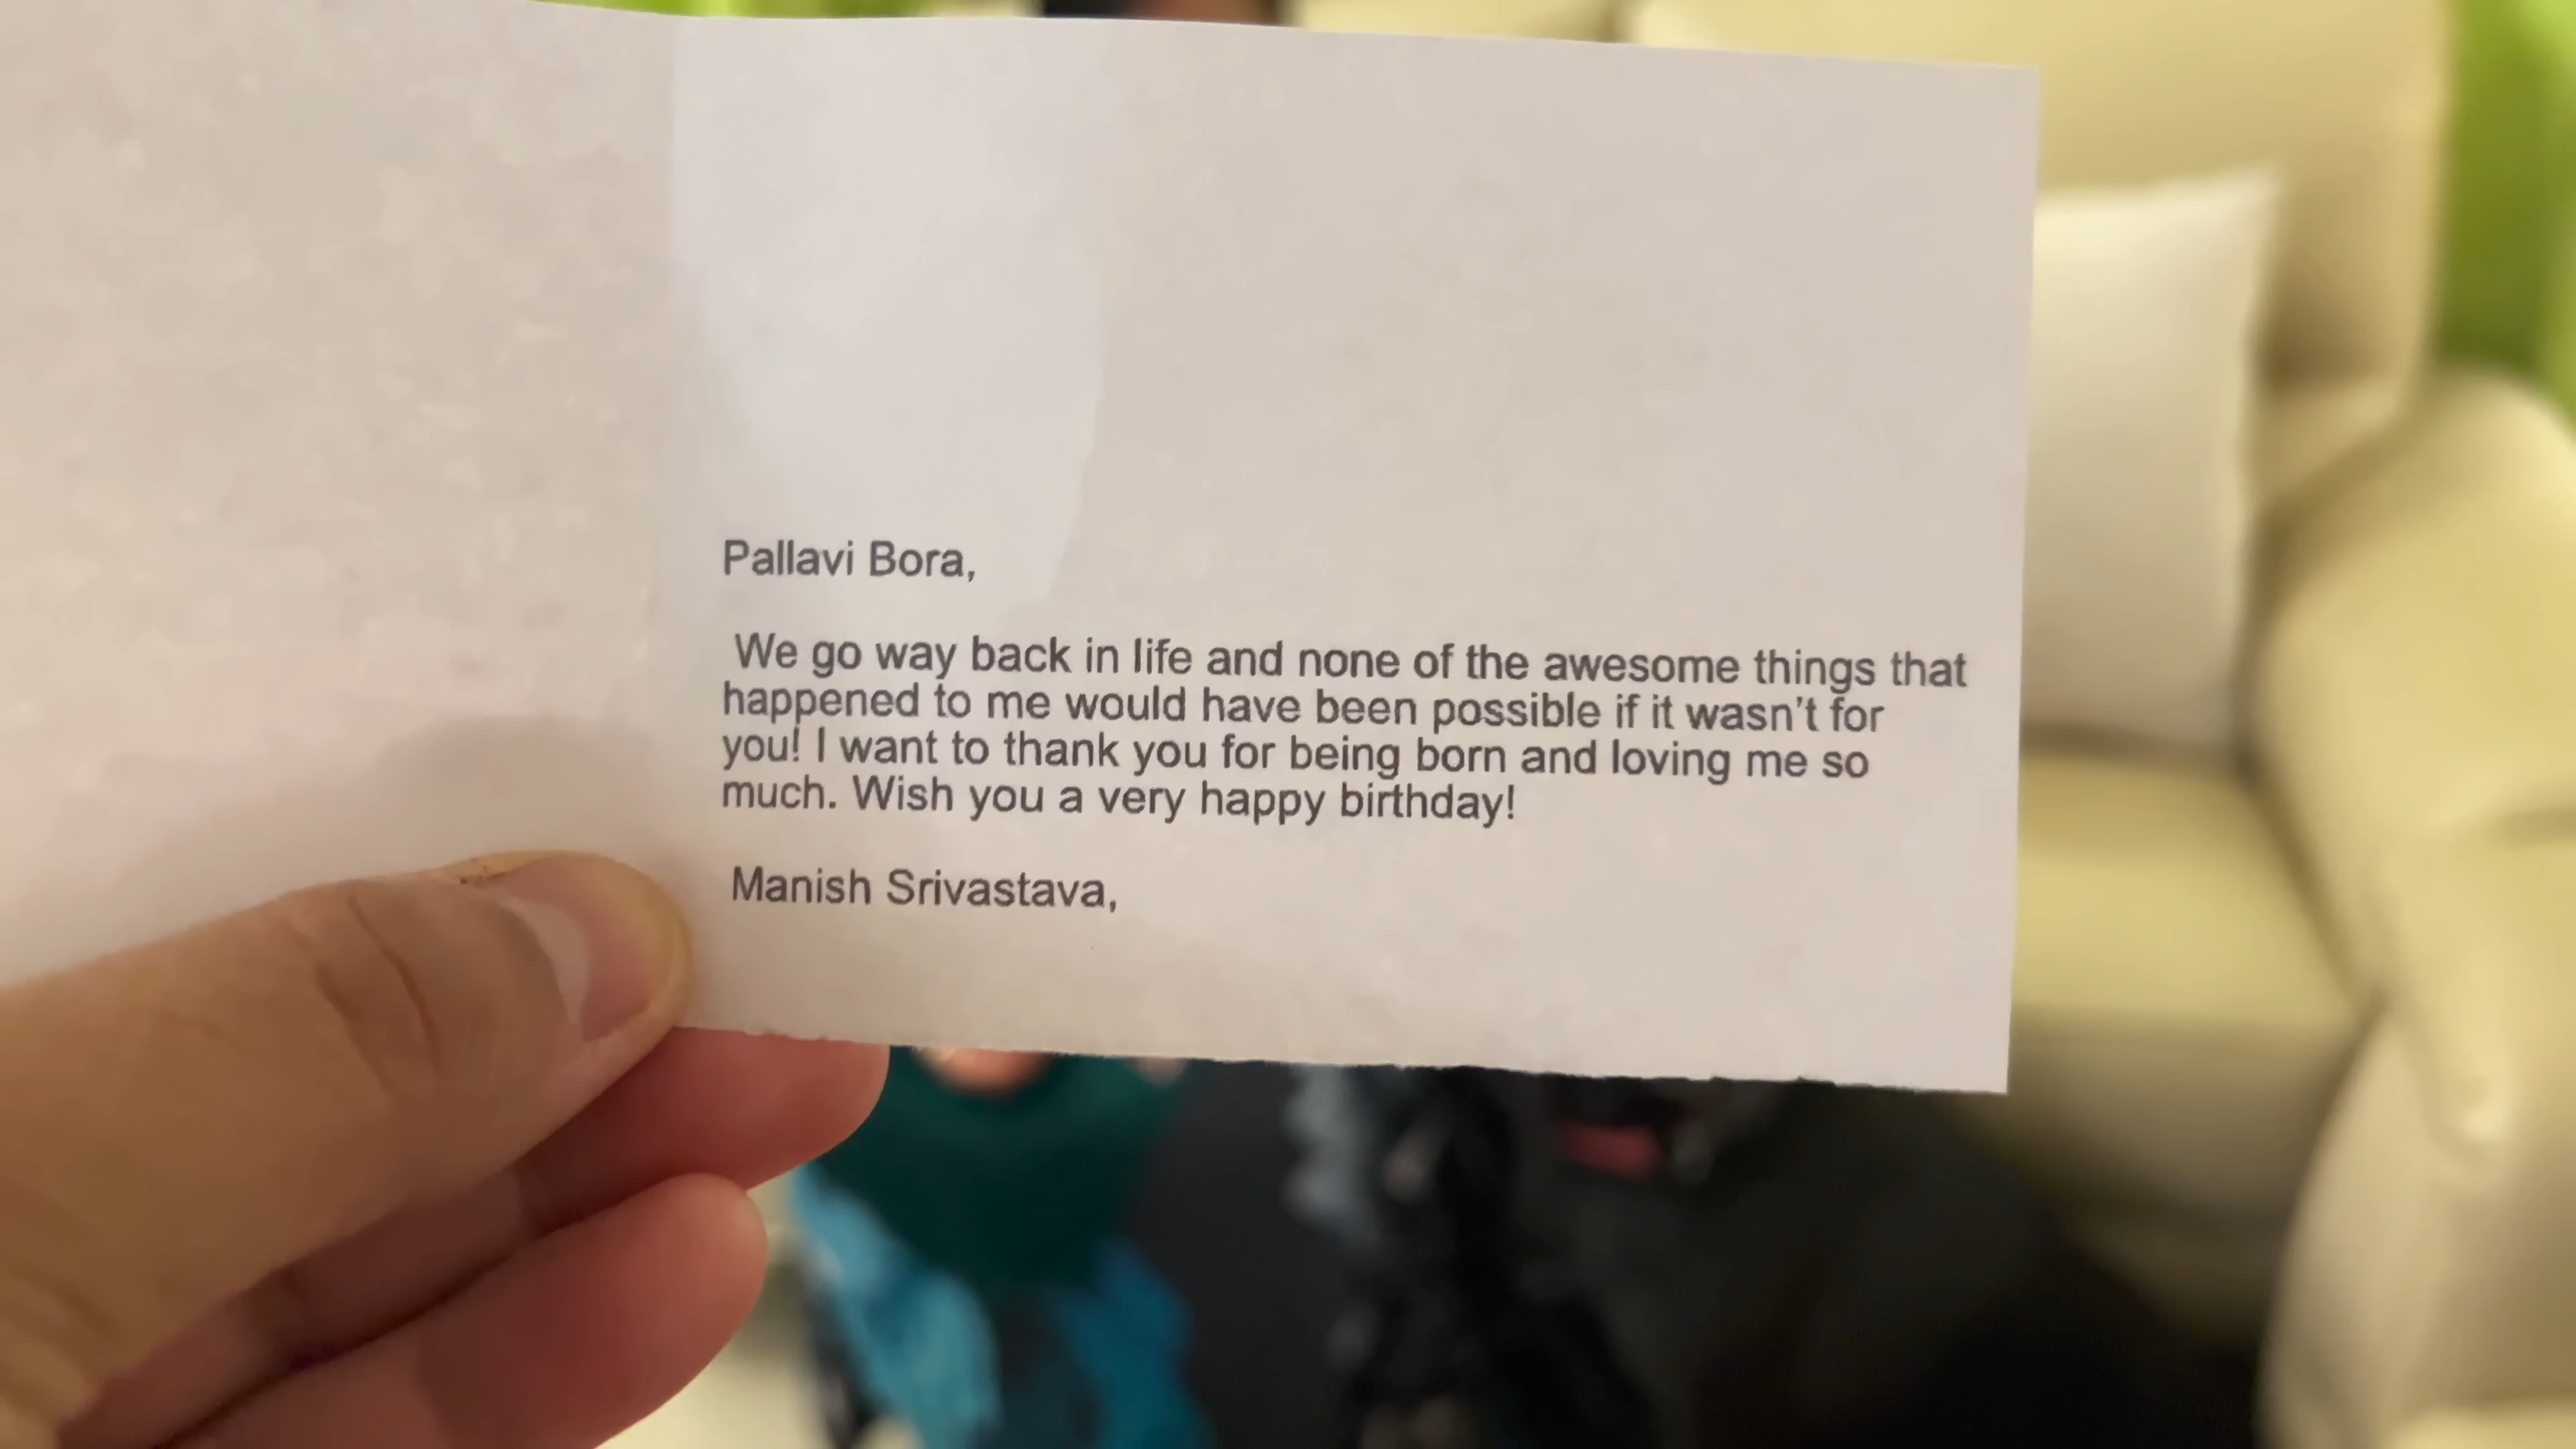 Pallavi Bora,
We go way back in life and none of the awesome things that
happened to me would have been possible if it wasn't for
you! I want to thank you for being born and loving me so
much. Wish you a very happy birthday!
Manish Srivastava,